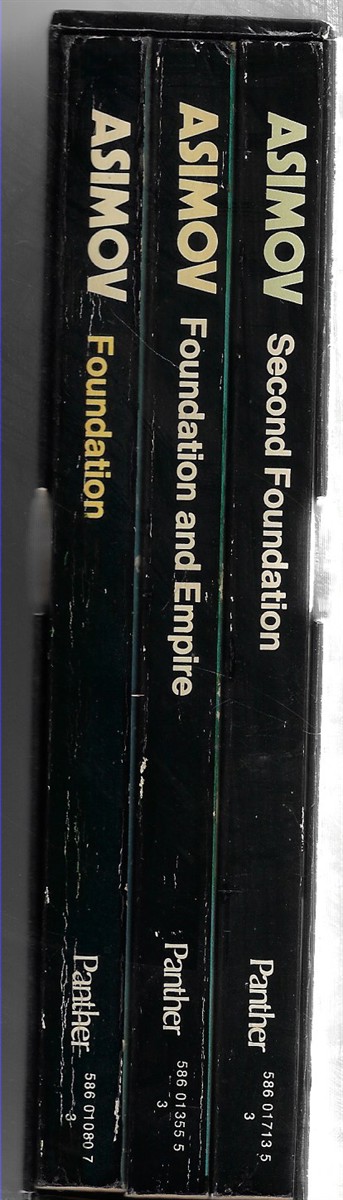 ASIMOV Foundation Panther 586 01080 7
3
ASIMOV Foundation and Empire Panther 586 01355 5
3
ASIMOV Second Foundation Panther 586 01713 5
3